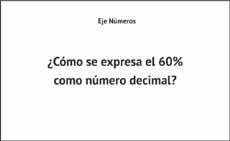 Eje Números
¿Cómo se expresa el 60%
como número decimal?